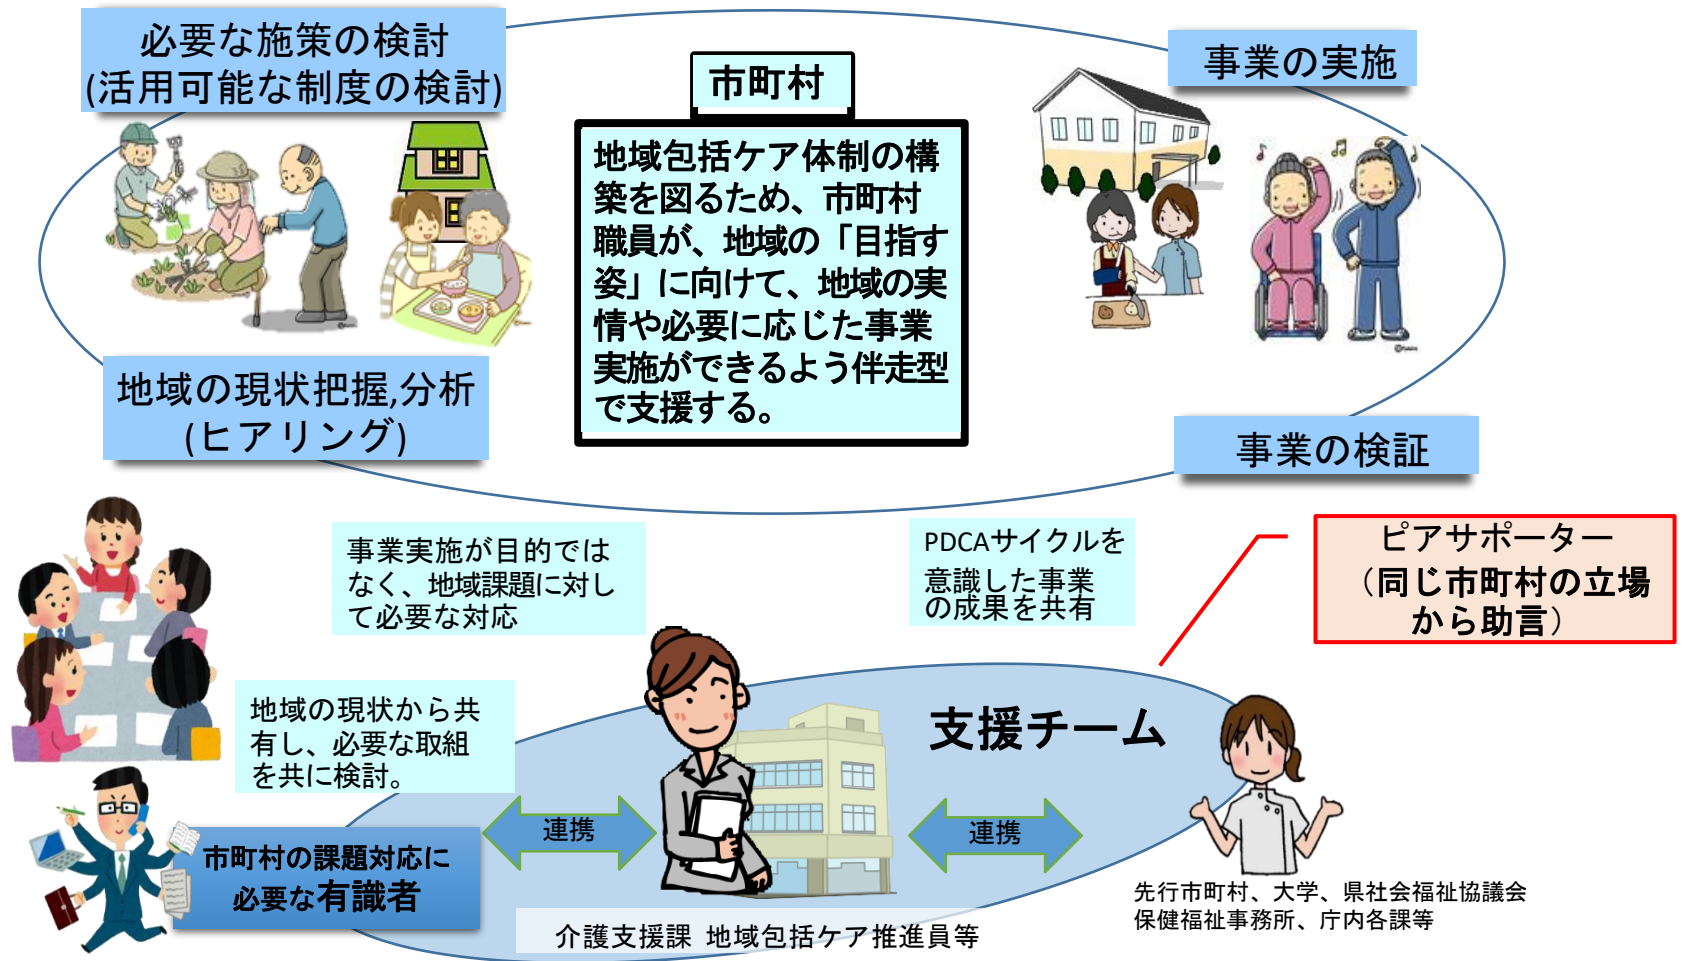 必要な施策の検討
(活用可能な制度の検討)
市町村
事業の実施
地域包括ケア体制の構
築を図るため、市町村
職員が、地域の「目指す
姿」に向けて、地域の実
情や必要に応じた事業
実施ができるよう伴走型
で支援する。
地域の現状把握,分析
(ヒアリング)
事業の検証
事業実施が目的では
なく、地域課題に対し
て必要な対応
PDCAサイクルを
意識した事業
の成果を共有
ピアサポーター
（同じ市町村の立場
から助言）
地域の現状から共
有し、必要な取組
を共に検討。
支援チーム
連携
連携
市町村の課題対応に
必要な有識者
介護支援課 地域包括ケア推進員等
先行市町村、大学、県社会福祉協議会
保健福祉事務所、庁内各課等